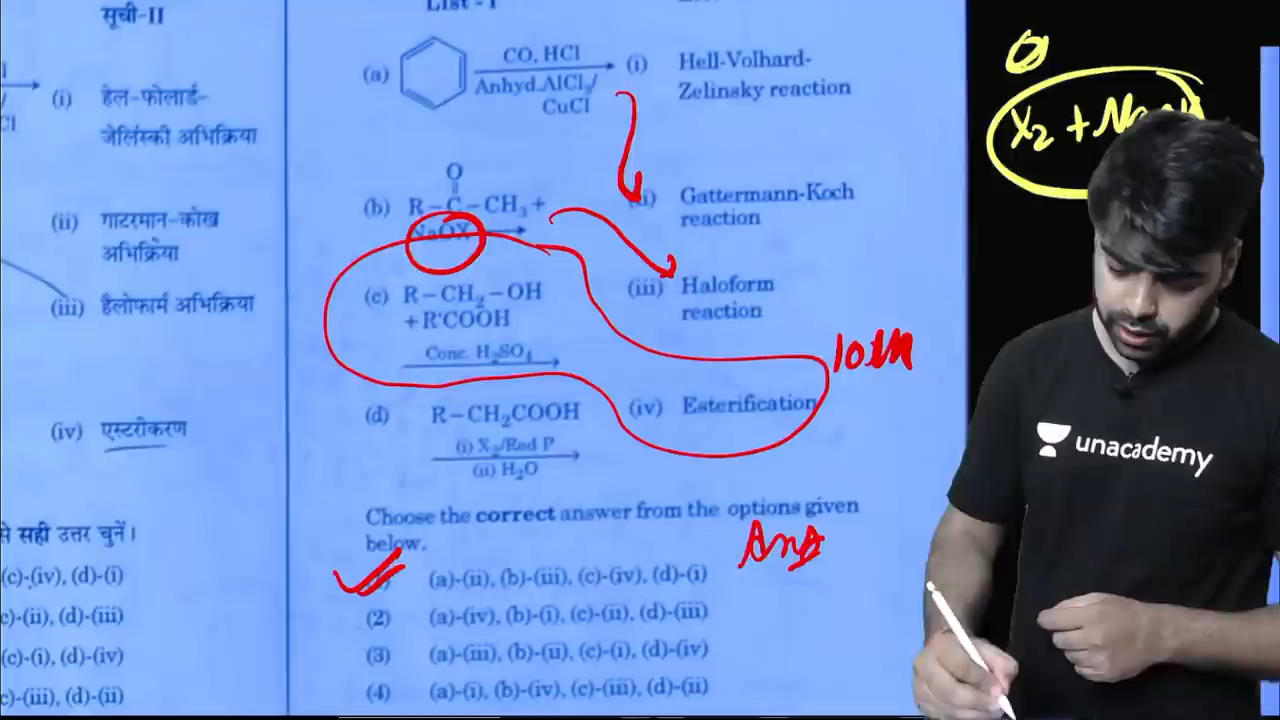 सूची-II
(i) हैल-फोलार्ड-
जेलिंस्की अभिक्रिया
(ii) गाटरमान-कोख
अभिक्रिया
(iii) हैलोफार्म अभिक्रिया
(iv) एस्टरीकरण
से सही उत्तर चुनें।
(c)-(iv), (d)-(i)
c)-(ii), (d)-(iii)
(c)-(i), (d)-(iv)
c)-(iii), (d)-(ii)
List - I
(a) CO, HCl
Anhyd.AlCl3/
CuCl
(i) Hell-Volhard-
Zelinsky reaction
O
(b) R–C–CH3+
NaOX
(ii) Gattermann-Koch
reaction
(c) R–CH2–OH
+R'COOH
Conc. H2SO4
(iii) Haloform
reaction
10th
(d) R–CH2COOH
(i) X2/Red P
(ii) H2O
(iv) Esterification
Choose the correct answer from the options given
below.
Ans
(a)-(ii), (b)-(iii), (c)-(iv), (d)-(i)
(2) (a)-(iv), (b)-(i), (c)-(ii), (d)-(iii)
(3) (a)-(iii), (b)-(ii), (c)-(i), (d)-(iv)
(4) (a)-(i), (b)-(iv), (c)-(iii), (d)-(ii)
X2 +
unacademy